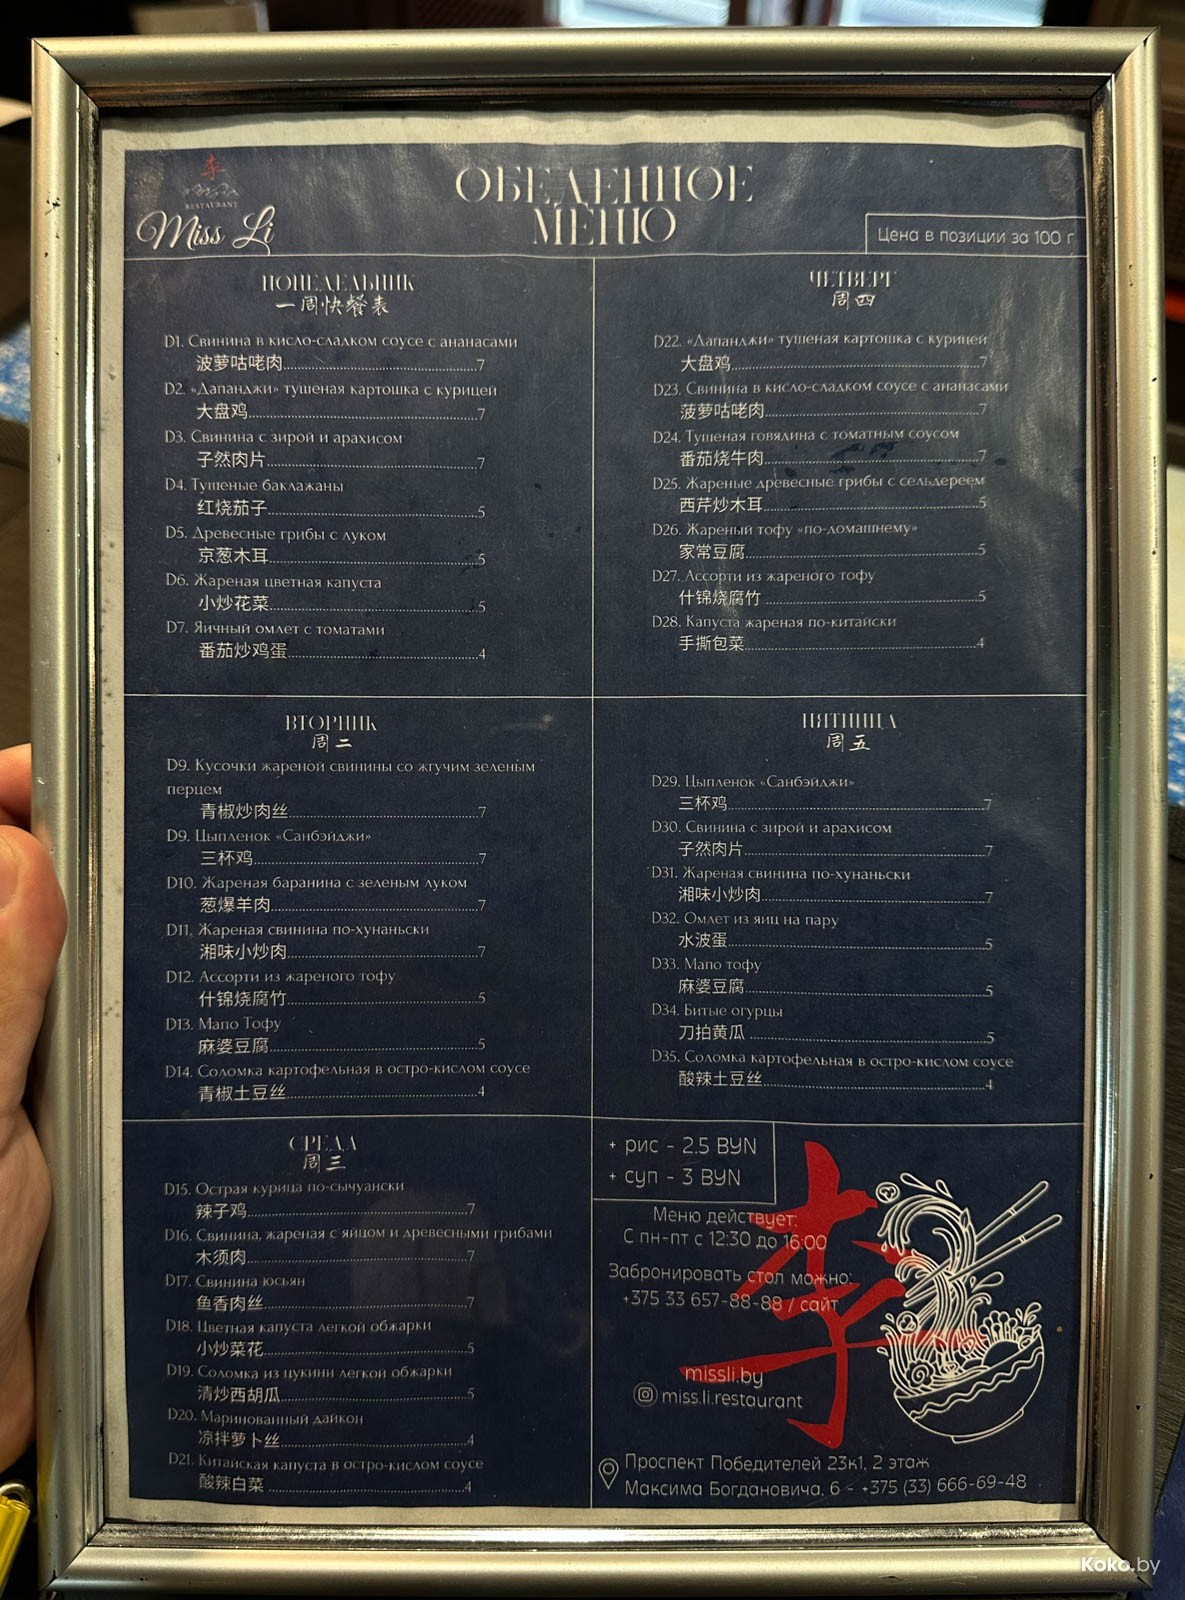 李
RESTAURANT
Miss Li
ОБЕДЕННОЕ
МЕНЮ
Цена в позиции за 100 г
ПОНЕДЕЛЬНИК
一周快餐表
D1. Свинина в кисло-сладком соусе с ананасами
菠萝咕咾肉 7
D2. «Дапанджи» тушеная картошка с курицей
大盘鸡 7
D3. Свинина с зирой и арахисом
孑然肉片 7
D4. Тушеные баклажаны
红烧茄子 5
D5. Древесные грибы с луком
京葱木耳 5
D6. Жареная цветная капуста
小炒花菜 5
D7. Яичный омлет с томатами
番茄炒鸡蛋 4
ВТОРНИК
周二
D9. Кусочки жареной свинины со жгучим зеленым
перцем
青椒炒肉丝 7
D9. Цыпленок «Санбэйджи»
三杯鸡 7
D10. Жареная баранина с зеленым луком
葱爆羊肉 7
D11. Жареная свинина по-хунаньски
湘味小炒肉 7
D12. Ассорти из жареного тофу
什锦烧腐竹 5
D13. Мапо Тофу
麻婆豆腐 5
D14. Соломка картофельная в остро-кислом соусе
青椒土豆丝 4
СРЕДА
周三
D15. Острая курица по-сычуански
辣子鸡 7
D16. Свинина, жареная с яйцом и древесными грибами
木须肉 7
D17. Свинина юсьян
鱼香肉丝 7
D18. Цветная капуста легкой обжарки
小炒菜花 5
D19. Соломка из цукини легкой обжарки
清炒西胡瓜 5
D20. Маринованный дайкон
凉拌萝卜丝 4
D21. Китайская капуста в остро-кислом соусе
酸辣白菜 4
ЧЕТВЕРГ
周四
D22. «Дапанджи» тушеная картошка с курицей
大盘鸡 7
D23. Свинина в кисло-сладком соусе с ананасами
菠萝咕咾肉 7
D24. Тушеная говядина с томатным соусом
番茄烧牛肉 7
D25. Жареные древесные грибы с сельдереем
西芹炒木耳 5
D26. Жареный тофу «по-домашнему»
家常豆腐 5
D27. Ассорти из жареного тофу
什锦烧腐竹 5
D28. Капуста жареная по-китайски
手撕包菜 4
ПЯТНИЦА
周五
D29. Цыпленок «Санбэйджи»
三杯鸡 7
D30. Свинина с зирой и арахисом
孑然肉片 7
D31. Жареная свинина по-хунаньски
湘味小炒肉 7
D32. Омлет из яиц на пару
水波蛋 5
D33. Мапо тофу
麻婆豆腐 5
D34. Битые огурцы
刀拍黄瓜 5
D35. Соломка картофельная в остро-кислом соусе
酸辣土豆丝 4
+ рис - 2.5 BYN
+ суп - 3 BYN
Меню действует:
С пн-пт с 12:30 до 16:00
Забронировать стол можно:
+375 33 657-88-88 / сайт
missli.by
miss.li.restaurant
李
Проспект Победителей 23к1, 2 этаж
Максима Богдановича, 6 - +375 (33) 666-69-48
Koko.by